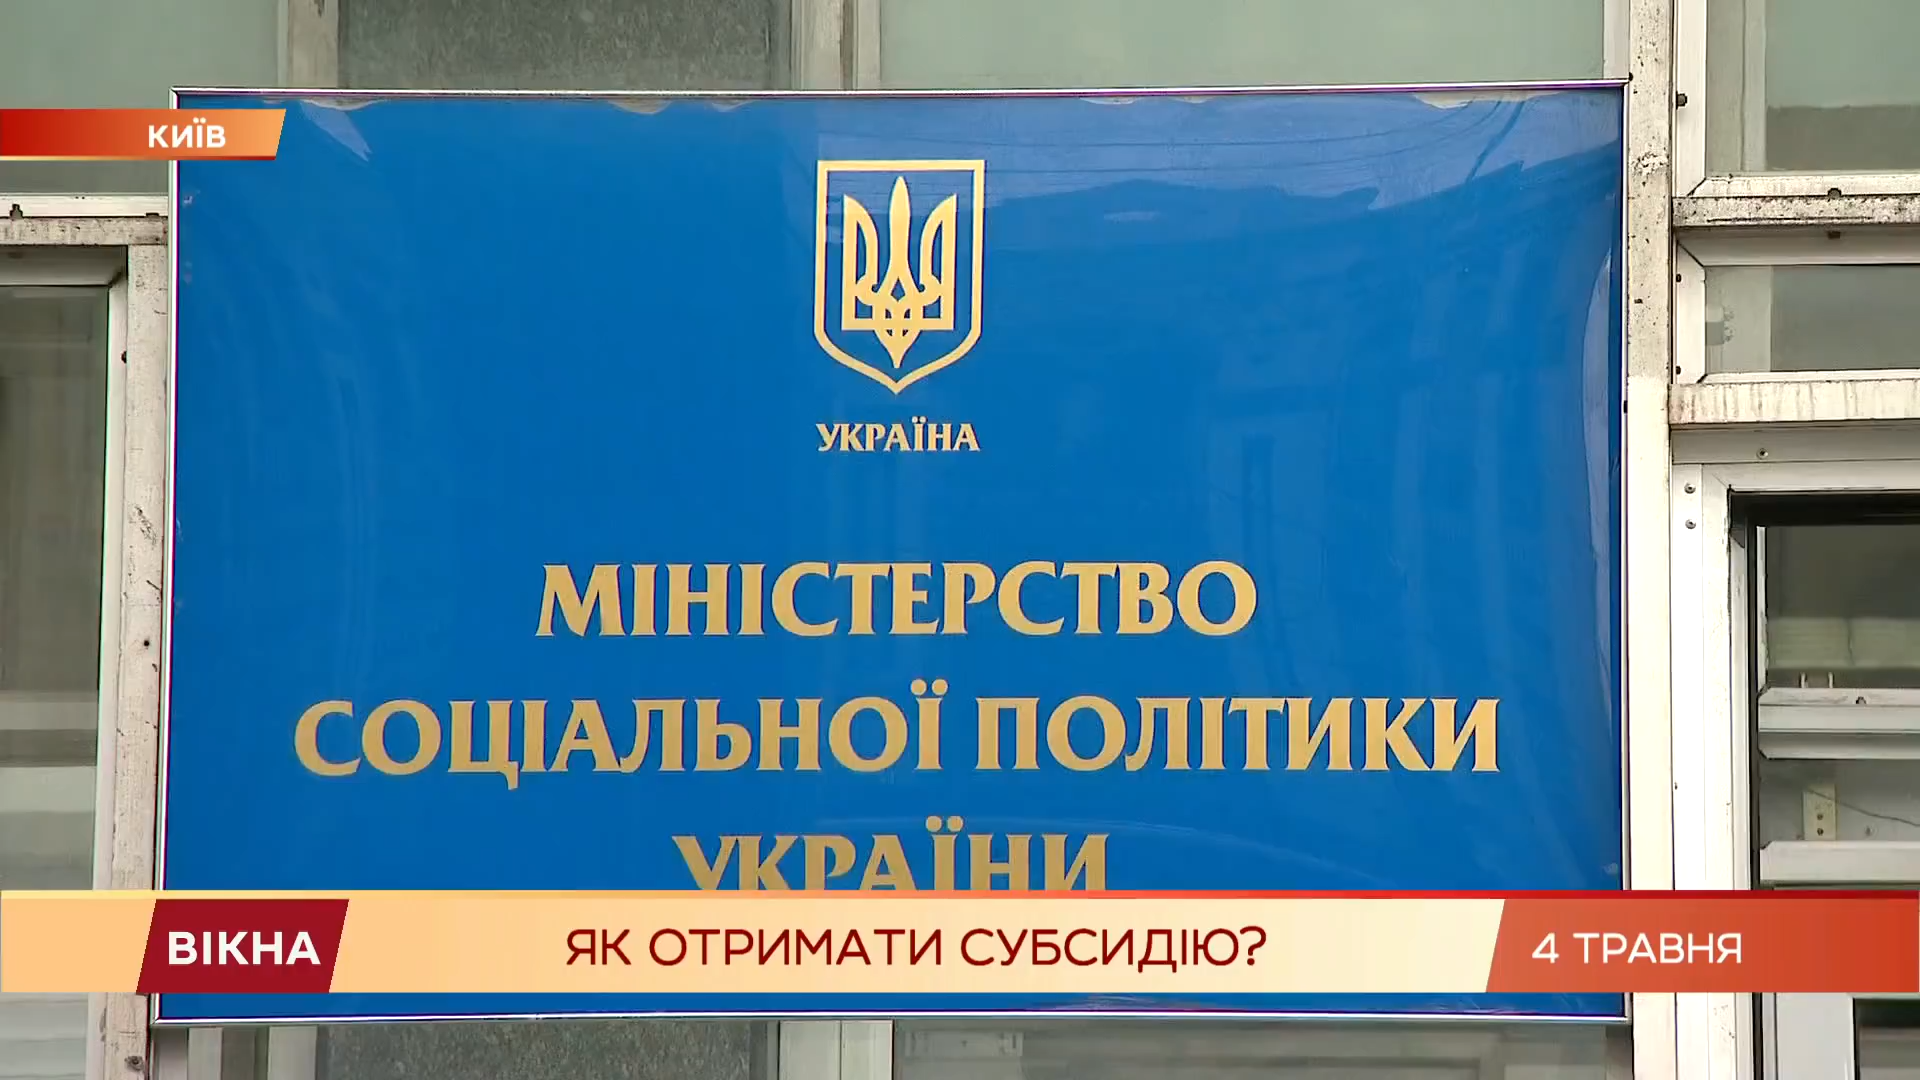 КИЇВ
УКРАЇНА
МІНІСТЕРСТВО
СОЦІАЛЬНОЇ ПОЛІТИКИ
УКРАЇНИ
ВІКНА
ЯК ОТРИМАТИ СУБСИДІЮ?
4 ТРАВНЯ